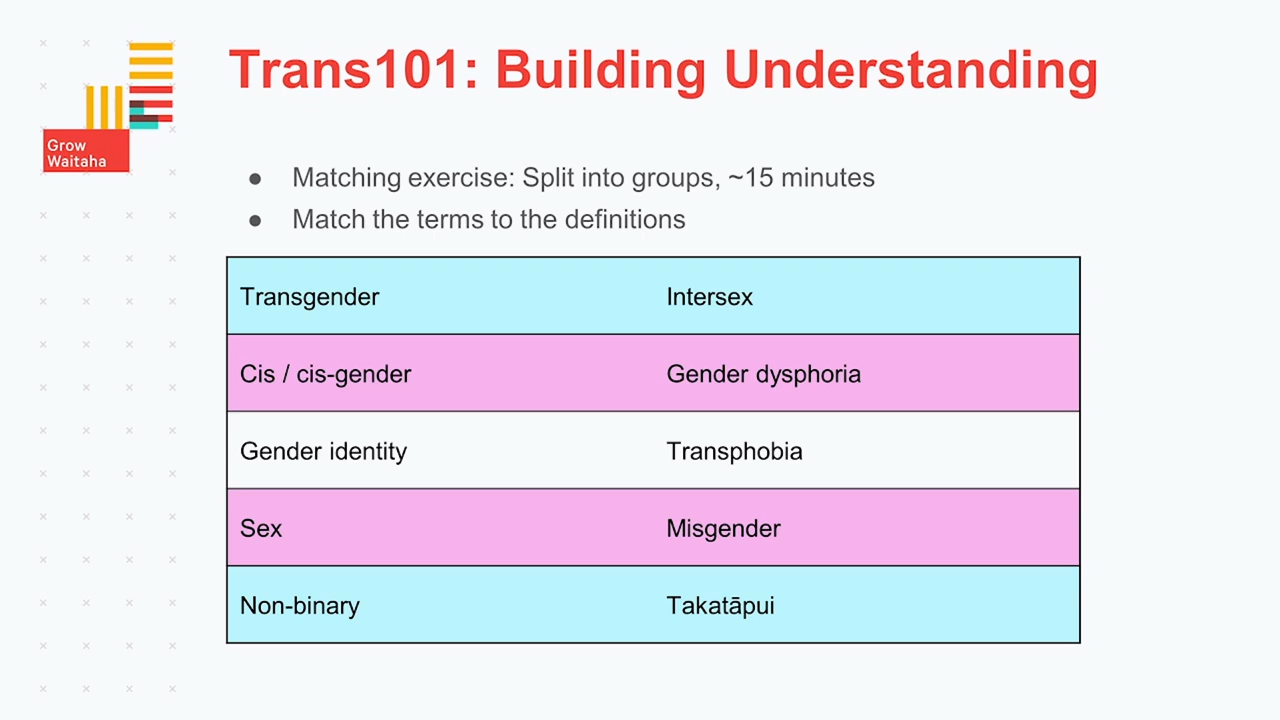 Trans101: Building Understanding
Grow
Waitaha
● Matching exercise: Split into groups, ~15 minutes
● Match the terms to the definitions
Transgender Intersex
Cis / cis-gender Gender dysphoria
Gender identity Transphobia
Sex Misgender
Non-binary Takatāpui